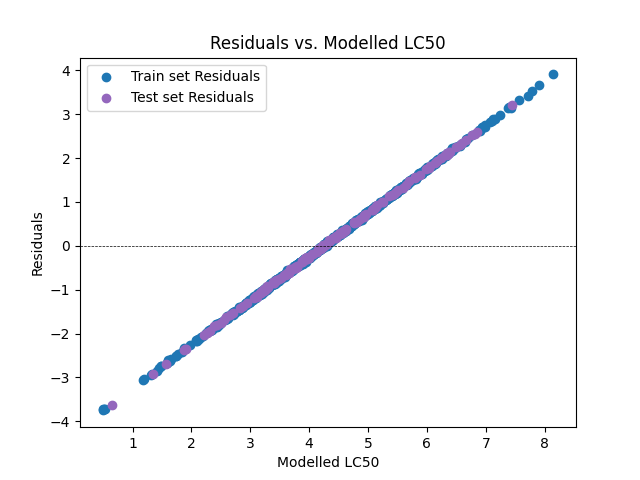 Residuals vs. Modelled LC50
Train set Residuals
Test set Residuals
4
3
2
1
0
−1
−2
−3
−4
Residuals
1 2 3 4 5 6 7 8
Modelled LC50